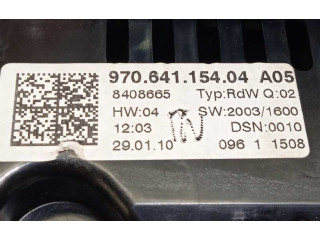 970.641.154.04 A05
8408665 Typ:RdW Q:02
HW:04 SW:2003/1600
12:03 DSN:0010
29.01.10 096 1 1508